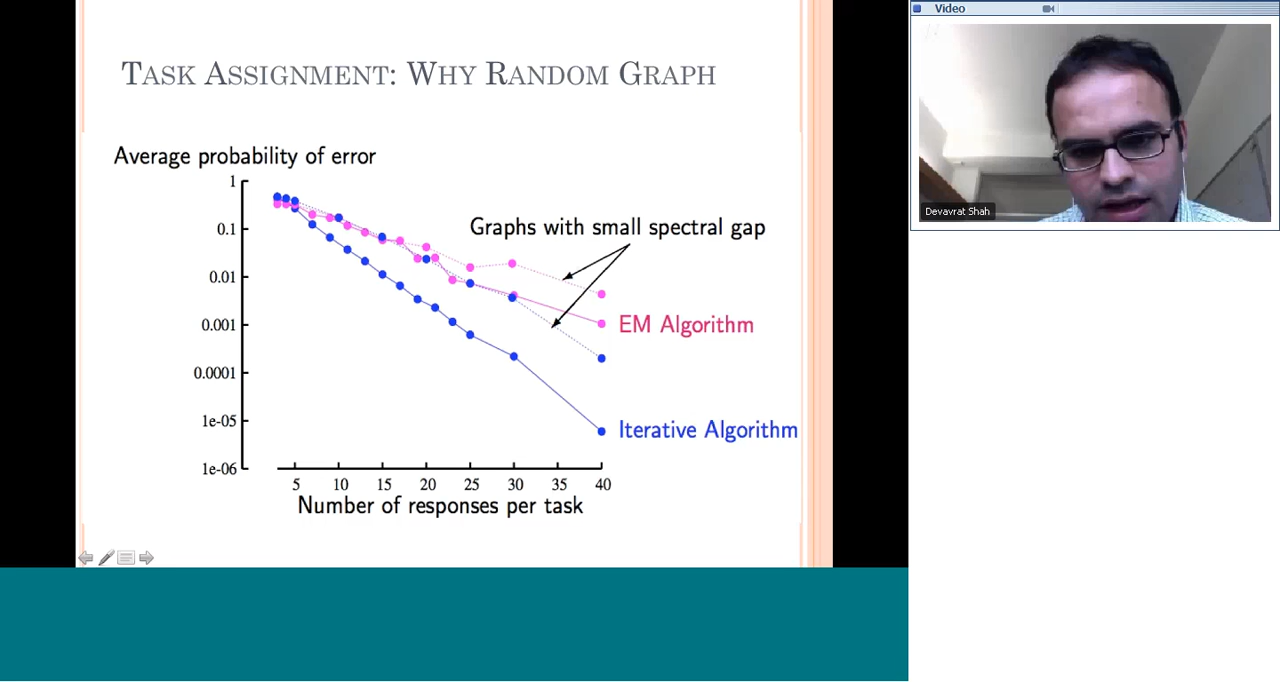 Video
TASK ASSIGNMENT: WHY RANDOM GRAPH
Average probability of error
1
0.1
0.01
0.001
0.0001
1e-05
1e-06
Graphs with small spectral gap
EM Algorithm
Iterative Algorithm
5 10 15 20 25 30 35 40
Number of responses per task
Devavrat Shah